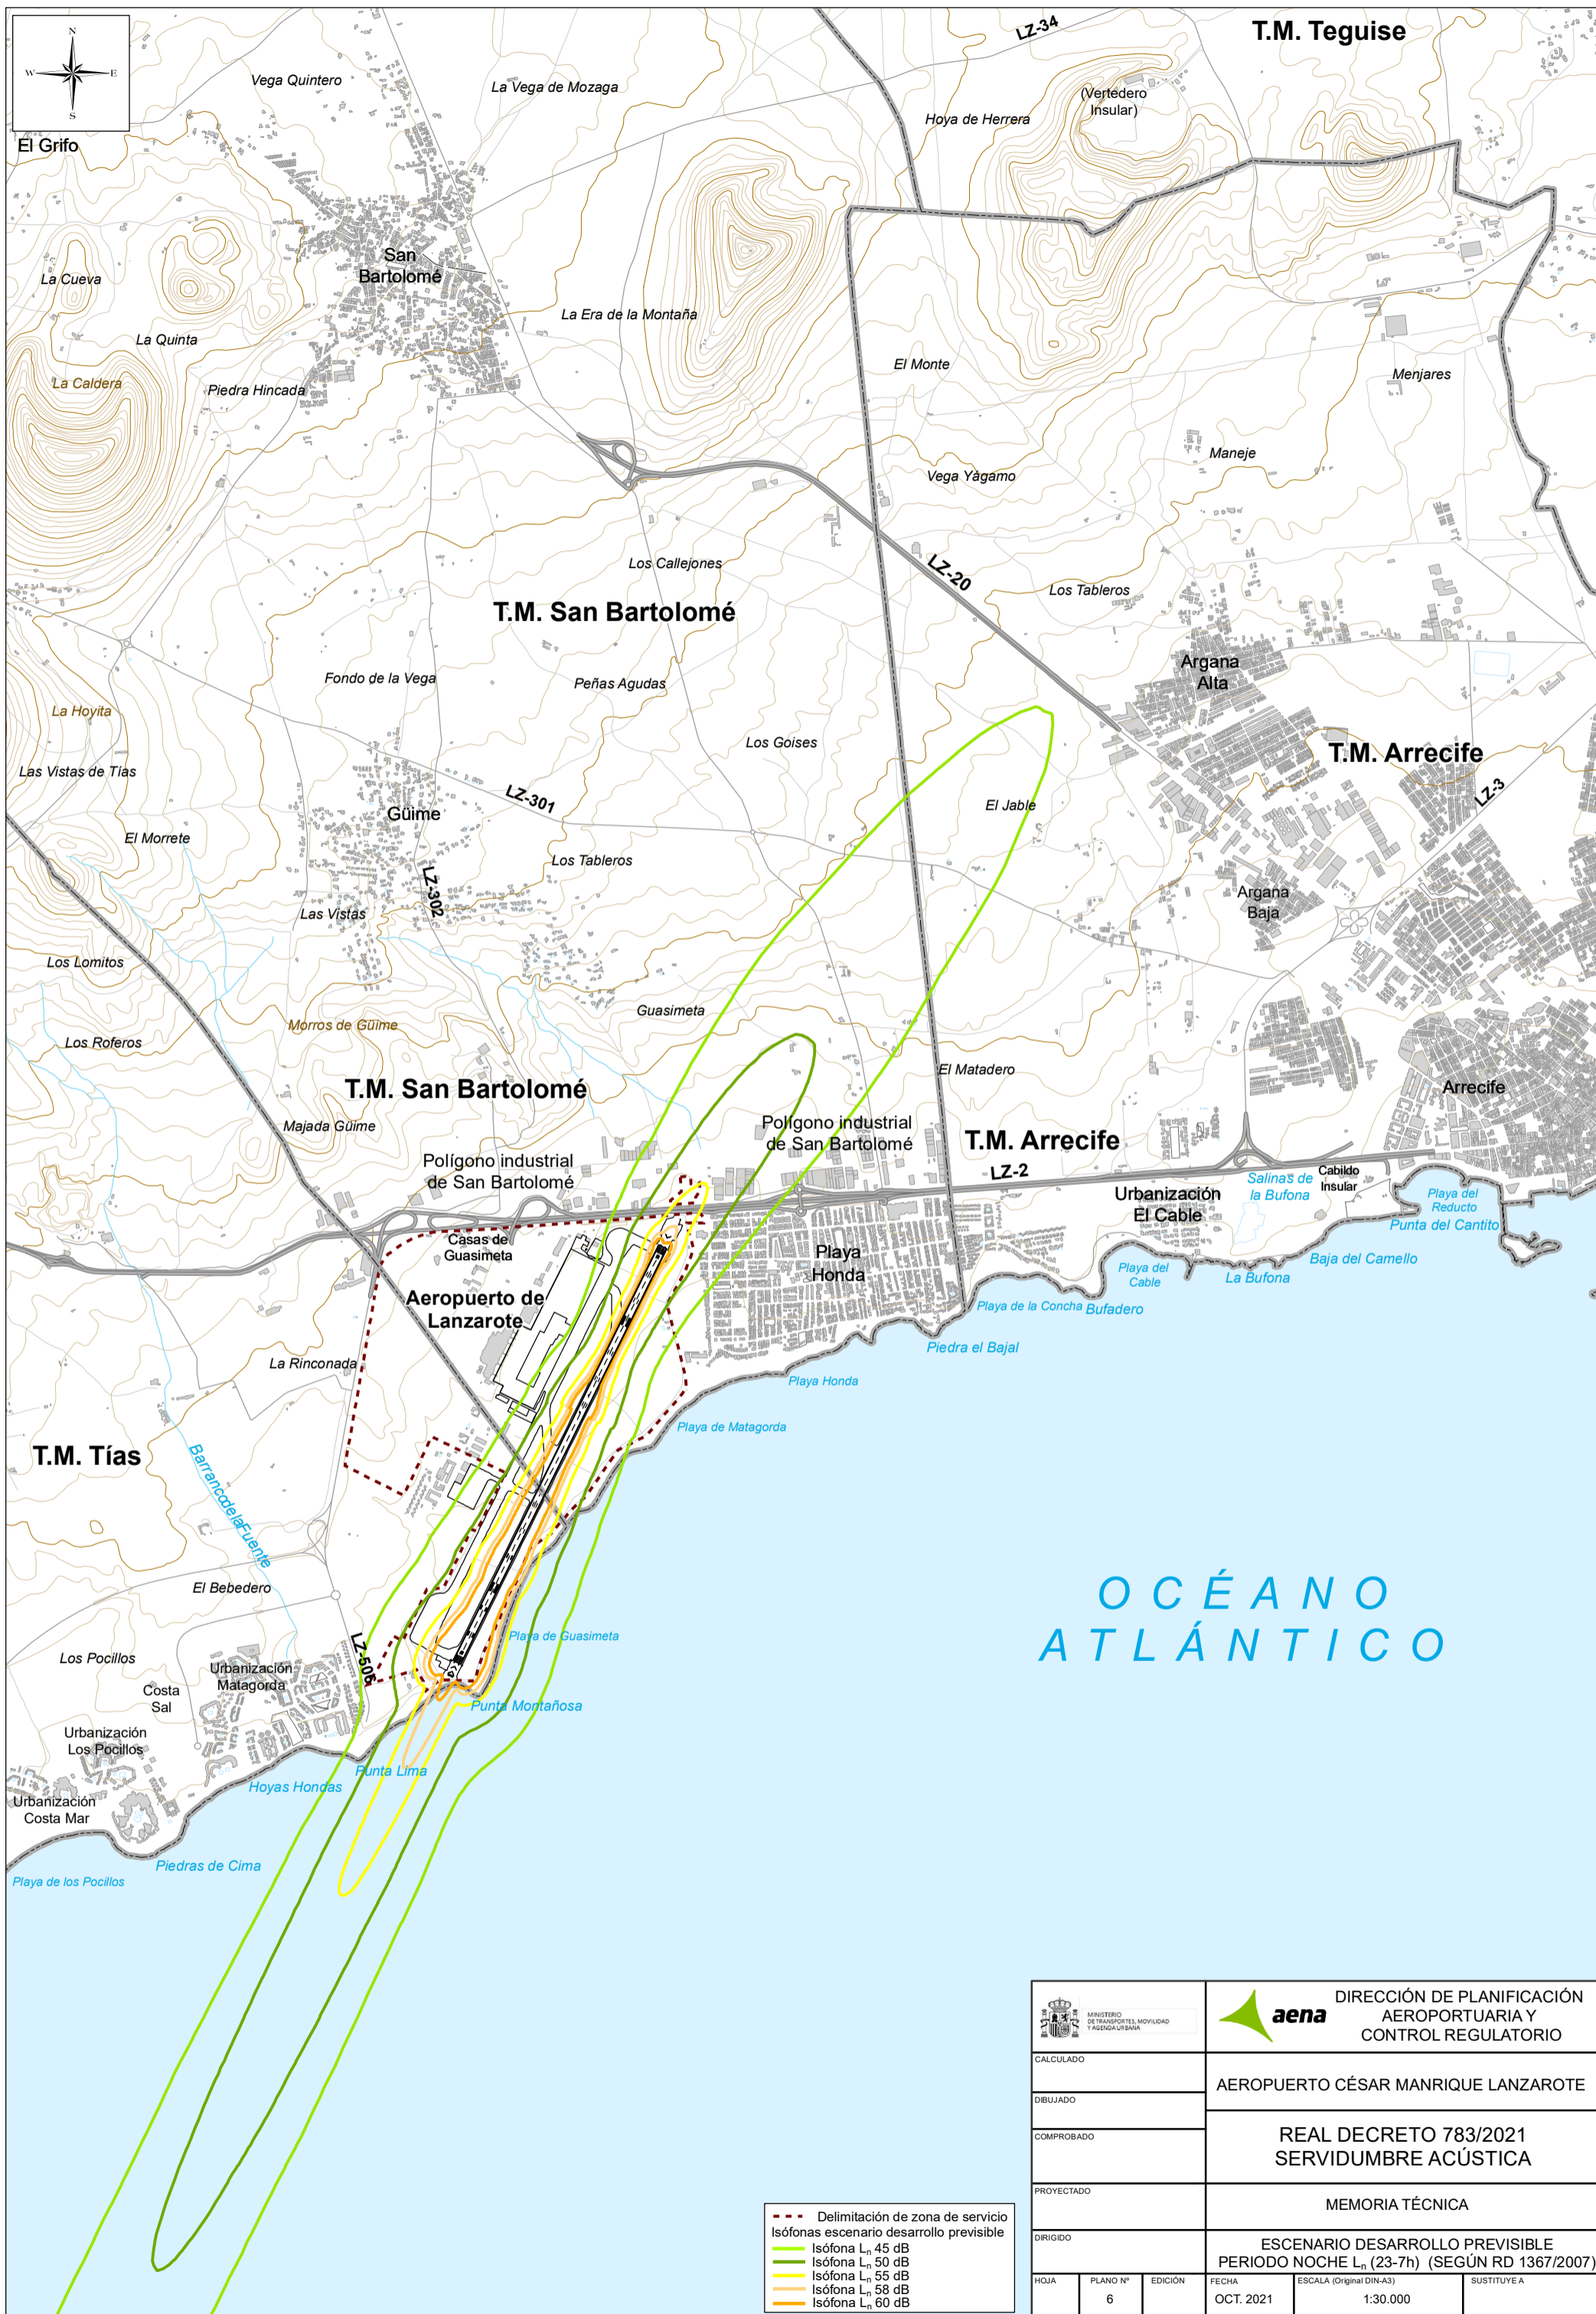 N
W
E
S
El Grifo
Vega Quintero
La Vega de Mozaga
LZ-34
T.M. Teguise
(Vertedero
Insular)
Hoya de Herrera
San
Bartolomé
La Cueva
La Quinta
La Era de la Montaña
La Caldera
Piedra Hincada
El Monte
Menjares
Maneje
Vega Yàgamo
Los Callejones
LZ-20
Los Tableros
T.M. San Bartolomé
Argana
Alta
Fondo de la Vega
Peñas Agudas
La Hoyita
Los Goises
T.M. Arrecife
Las Vistas de Tías
LZ-301
El Jable
LZ-3
Güime
El Morrete
Los Tableros
LZ-302
Argana
Baja
Las Vistas
Los Lomitos
Guasimeta
Morros de Güime
Los Roferos
El Matadero
T.M. San Bartolomé
Arrecife
Majada Güime
Polígono industrial
de San Bartolomé
T.M. Arrecife
Polígono industrial
de San Bartolomé
LZ-2
Salinas de
la Bufona
Cabildo
Insular
Urbanización
El Cable
Playa del
Reducto
Punta del Cantito
Casas de
Guasimeta
Playa
Honda
Playa del
Cable
La Bufona
Baja del Camello
Aeropuerto de
Lanzarote
Playa de la Concha
Bufadero
Piedra el Bajal
La Rinconada
Playa Honda
Playa de Matagorda
T.M. Tías
Barranco de la Fuente
El Bebedero
OCÉANO
ATLÁNTICO
Playa de Guasimeta
LZ-505
Los Pocillos
Urbanización
Matagorda
Costa
Sal
Punta Montañosa
Urbanización
Los Pocillos
Punta Lima
Hoyas Hondas
Urbanización
Costa Mar
Piedras de Cima
Playa de los Pocillos
Delimitación de zona de servicio
Isófonas escenario desarrollo previsible
Isófona Ln 45 dB
Isófona Ln 50 dB
Isófona Ln 55 dB
Isófona Ln 58 dB
Isófona Ln 60 dB
MINISTERIO
DE TRANSPORTES, MOVILIDAD
Y AGENDA URBANA
aena
DIRECCIÓN DE PLANIFICACIÓN
AEROPORTUARIA Y
CONTROL REGULATORIO
CALCULADO
AEROPUERTO CÉSAR MANRIQUE LANZAROTE
DIBUJADO
COMPROBADO
REAL DECRETO 783/2021
SERVIDUMBRE ACÚSTICA
PROYECTADO
MEMORIA TÉCNICA
DIRIGIDO
ESCENARIO DESARROLLO PREVISIBLE
PERIODO NOCHE Ln (23-7h) (SEGÚN RD 1367/2007)
HOJA
PLANO Nº
6
EDICIÓN
FECHA
OCT. 2021
ESCALA (Original DIN-A3)
1:30.000
SUSTITUYE A